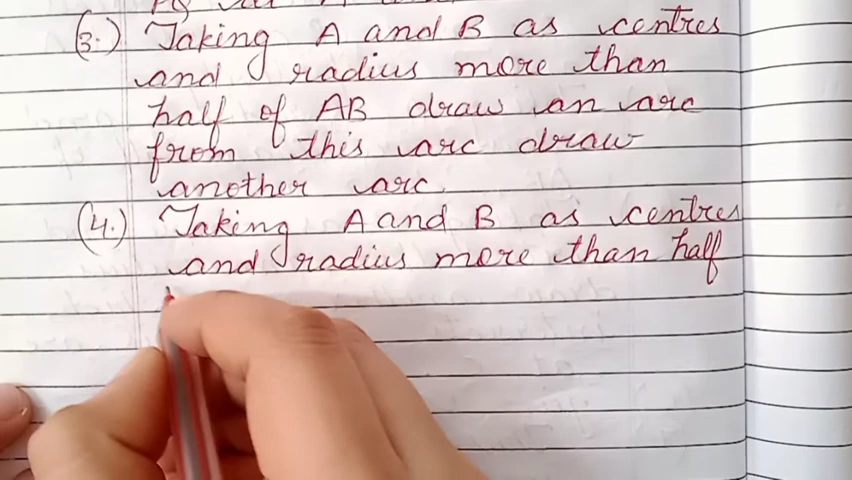 (3.) Taking A and B as centres
and radius more than
half of AB draw an arc
from this arc draw
another arc.
(4.) Taking A and B as centres
and radius more than half